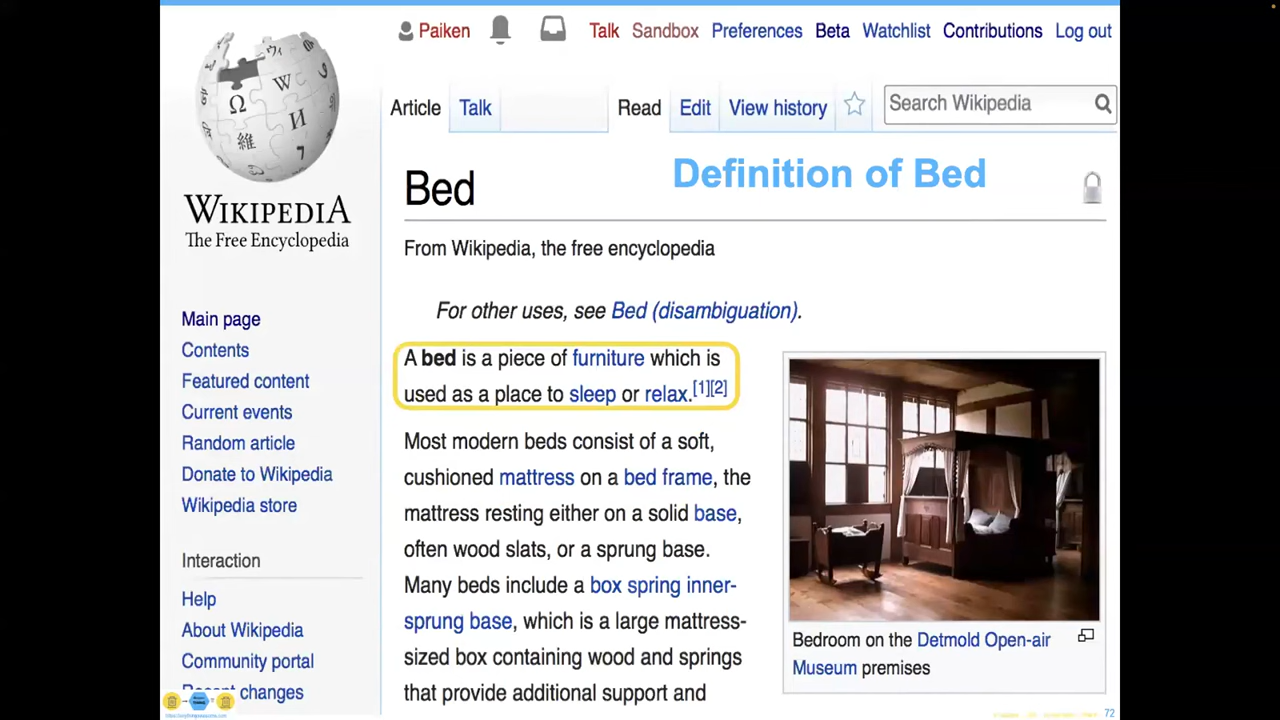 Paiken Talk Sandbox Preferences Beta Watchlist Contributions Log out
Article Talk Read Edit View history Search Wikipedia
WIKIPEDIA
The Free Encyclopedia
Main page
Contents
Featured content
Current events
Random article
Donate to Wikipedia
Wikipedia store
Interaction
Help
About Wikipedia
Community portal
Recent changes
Definition of Bed
Bed
From Wikipedia, the free encyclopedia
For other uses, see Bed (disambiguation).
A bed is a piece of furniture which is
used as a place to sleep or relax.[1][2]
Most modern beds consist of a soft,
cushioned mattress on a bed frame, the
mattress resting either on a solid base,
often wood slats, or a sprung base.
Many beds include a box spring inner-
sprung base, which is a large mattress-
sized box containing wood and springs
that provide additional support and
Bedroom on the Detmold Open-air
Museum premises
72